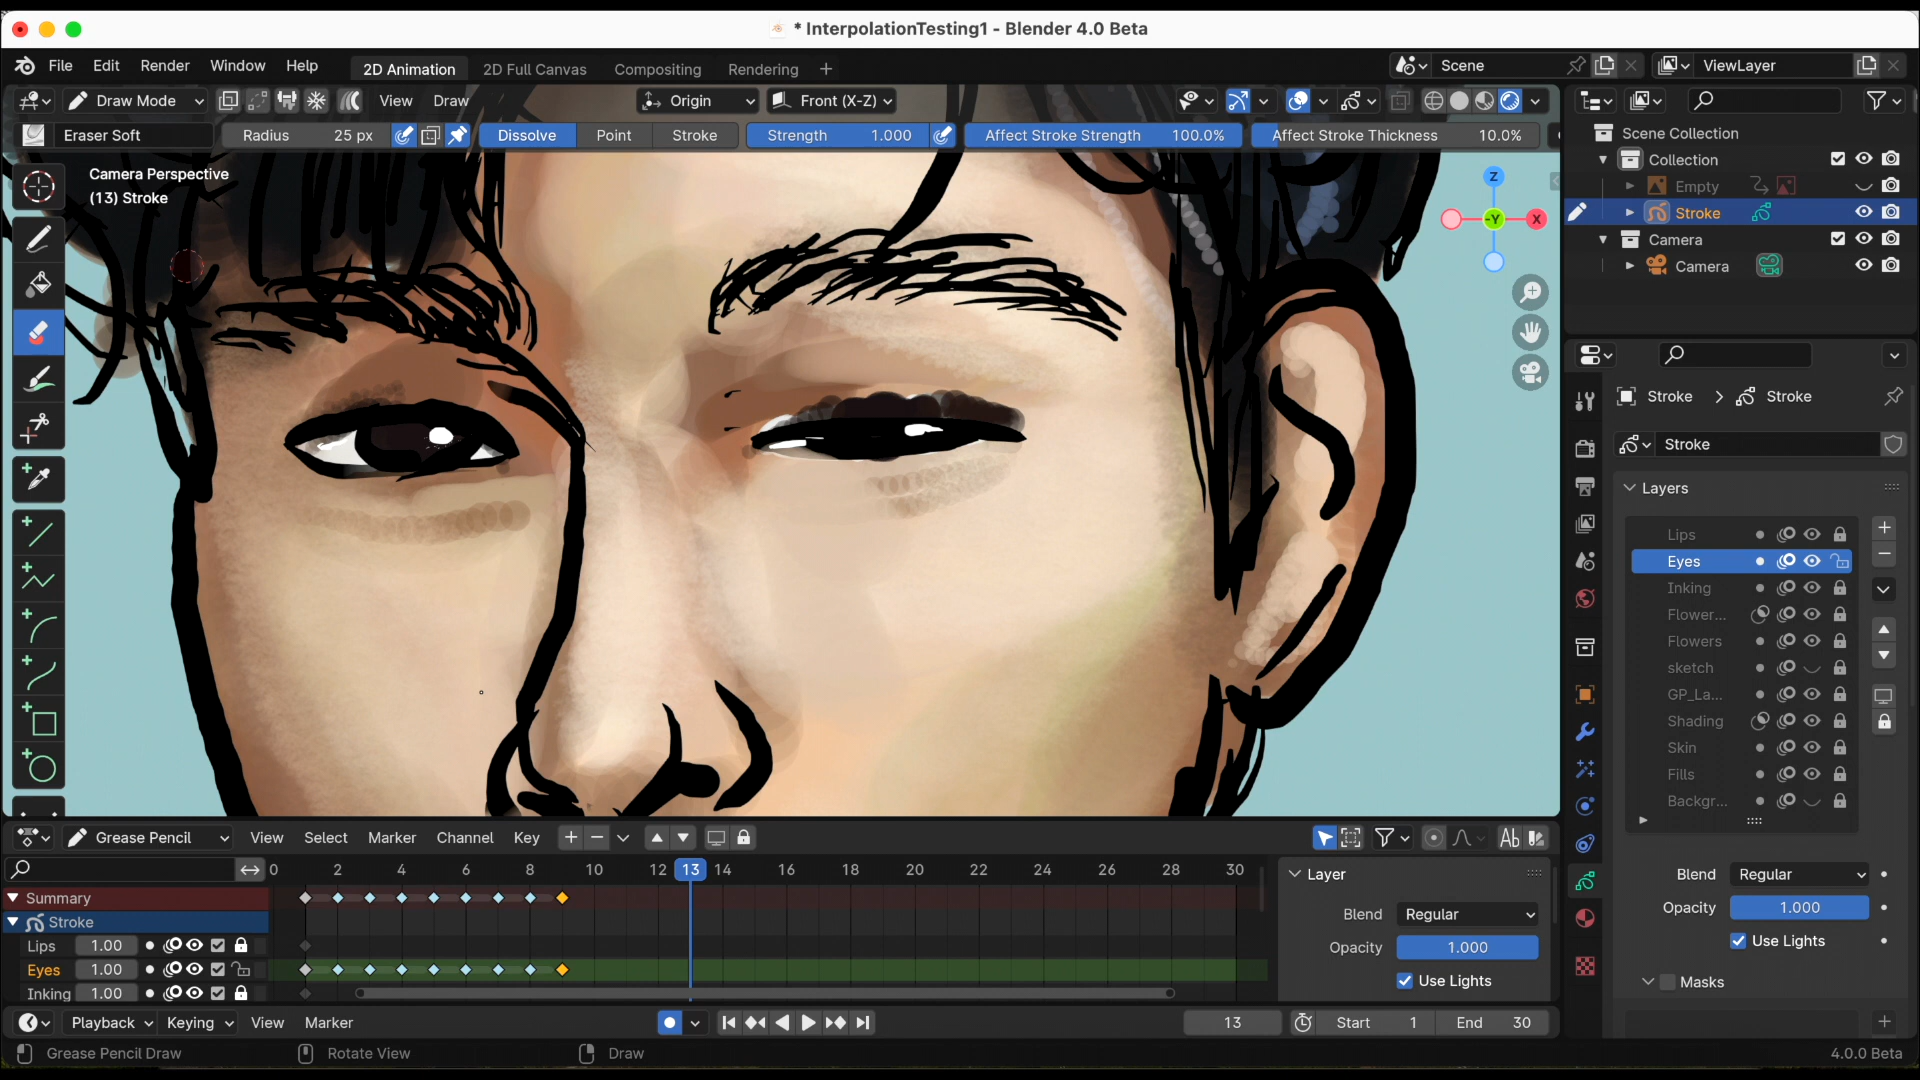 * InterpolationTesting1 - Blender 4.0 Beta
File Edit Render Window Help 2D Animation 2D Full Canvas Compositing Rendering + Scene ViewLayer
Draw Mode View Draw Origin Front (X-Z)
Eraser Soft Radius 25 px Dissolve Point Stroke Strength 1.000 Affect Stroke Strength 100.0% Affect Stroke Thickness 10.0%
Camera Perspective
(13) Stroke
Z
-Y
X
Scene Collection
Collection
Empty
Stroke
Camera
Camera
Stroke > Stroke
Stroke
Layers
Lips
Eyes
Inking
Flower...
Flowers
sketch
GP_La...
Shading
Skin
Fills
Backgr...
Blend Regular
Opacity 1.000
Use Lights
Masks
Grease Pencil View Select Marker Channel Key
0 2 4 6 8 10 12 13 14 16 18 20 22 24 26 28 30
Summary
Stroke
Lips 1.00
Eyes 1.00
Inking 1.00
Layer
Blend Regular
Opacity 1.000
Use Lights
Playback Keying View Marker 13 Start 1 End 30
Grease Pencil Draw Rotate View Draw 4.0.0 Beta